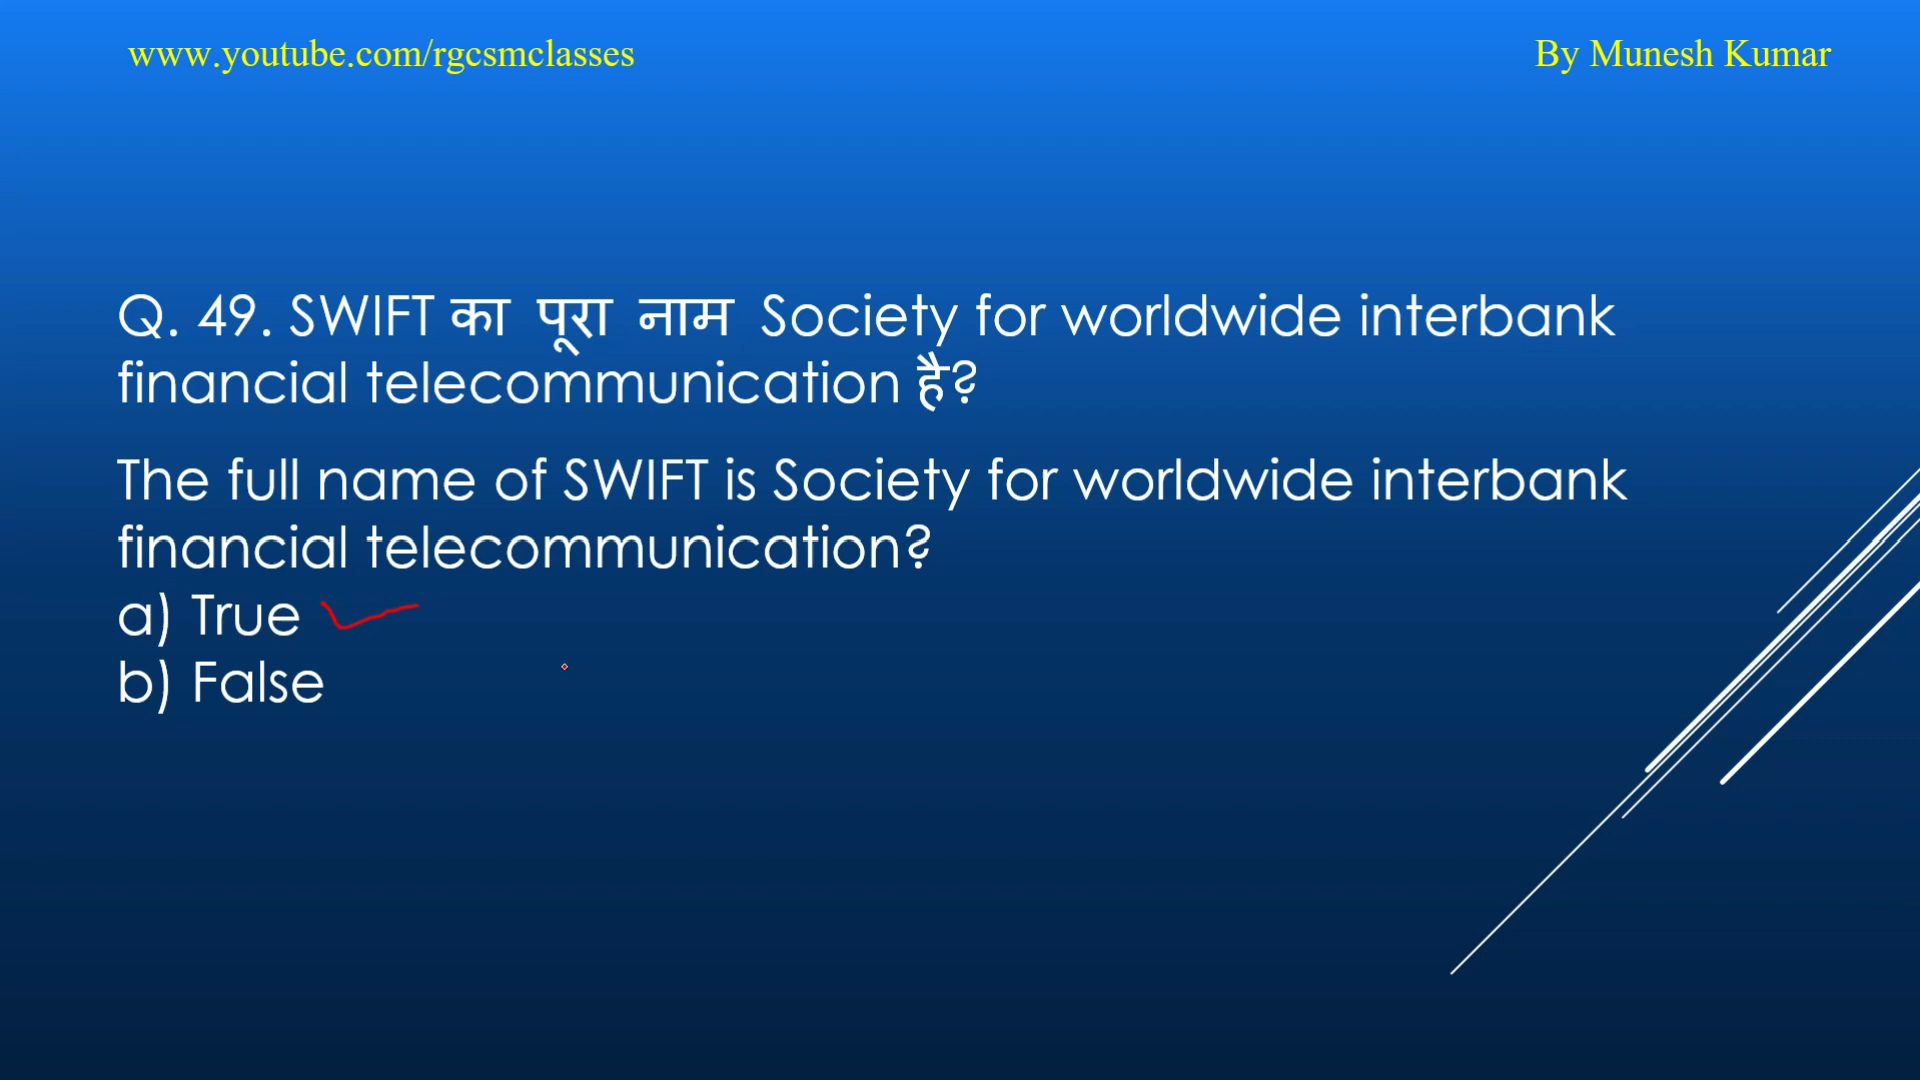 www.youtube.com/rgcsmclasses
By Munesh Kumar
Q. 49. SWIFT का पूरा नाम Society for worldwide interbank
financial telecommunication है?
The full name of SWIFT is Society for worldwide interbank
financial telecommunication?
a) True
b) False